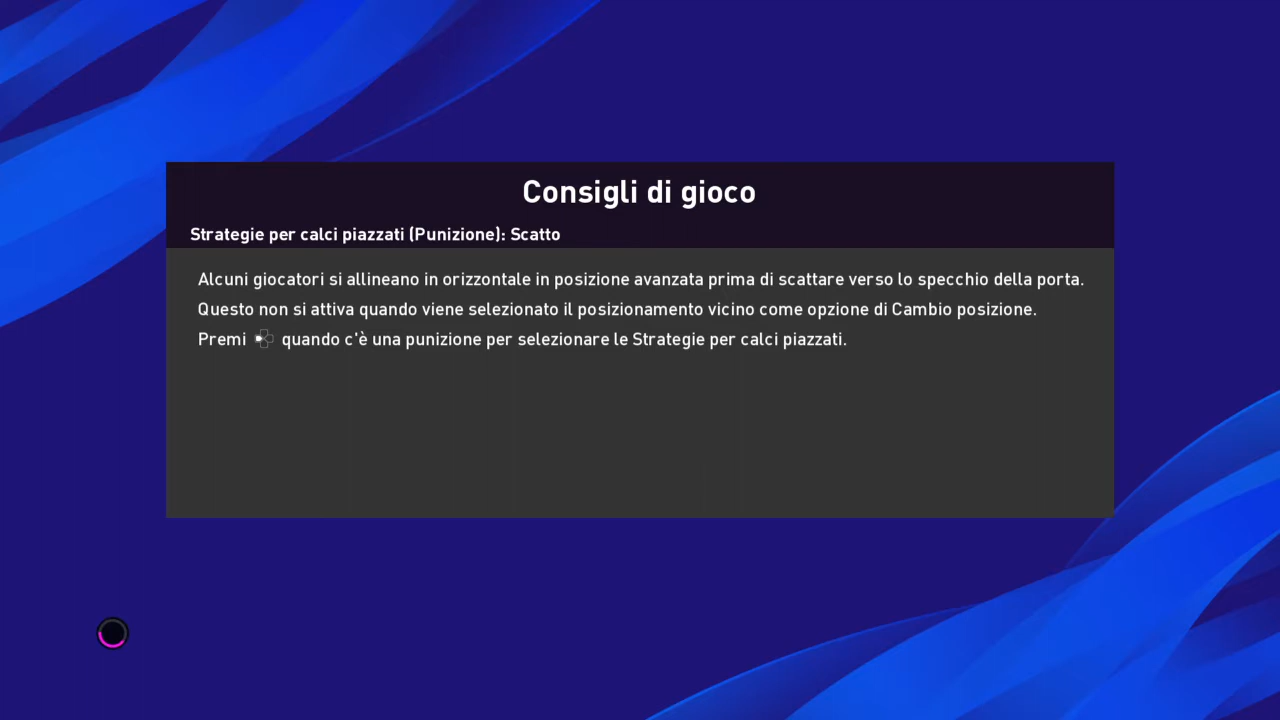 Consigli di gioco
Strategie per calci piazzati (Punizione): Scatto
Alcuni giocatori si allineano in orizzontale in posizione avanzata prima di scattare verso lo specchio della porta.
Questo non si attiva quando viene selezionato il posizionamento vicino come opzione di Cambio posizione.
Premi quando c'è una punizione per selezionare le Strategie per calci piazzati.